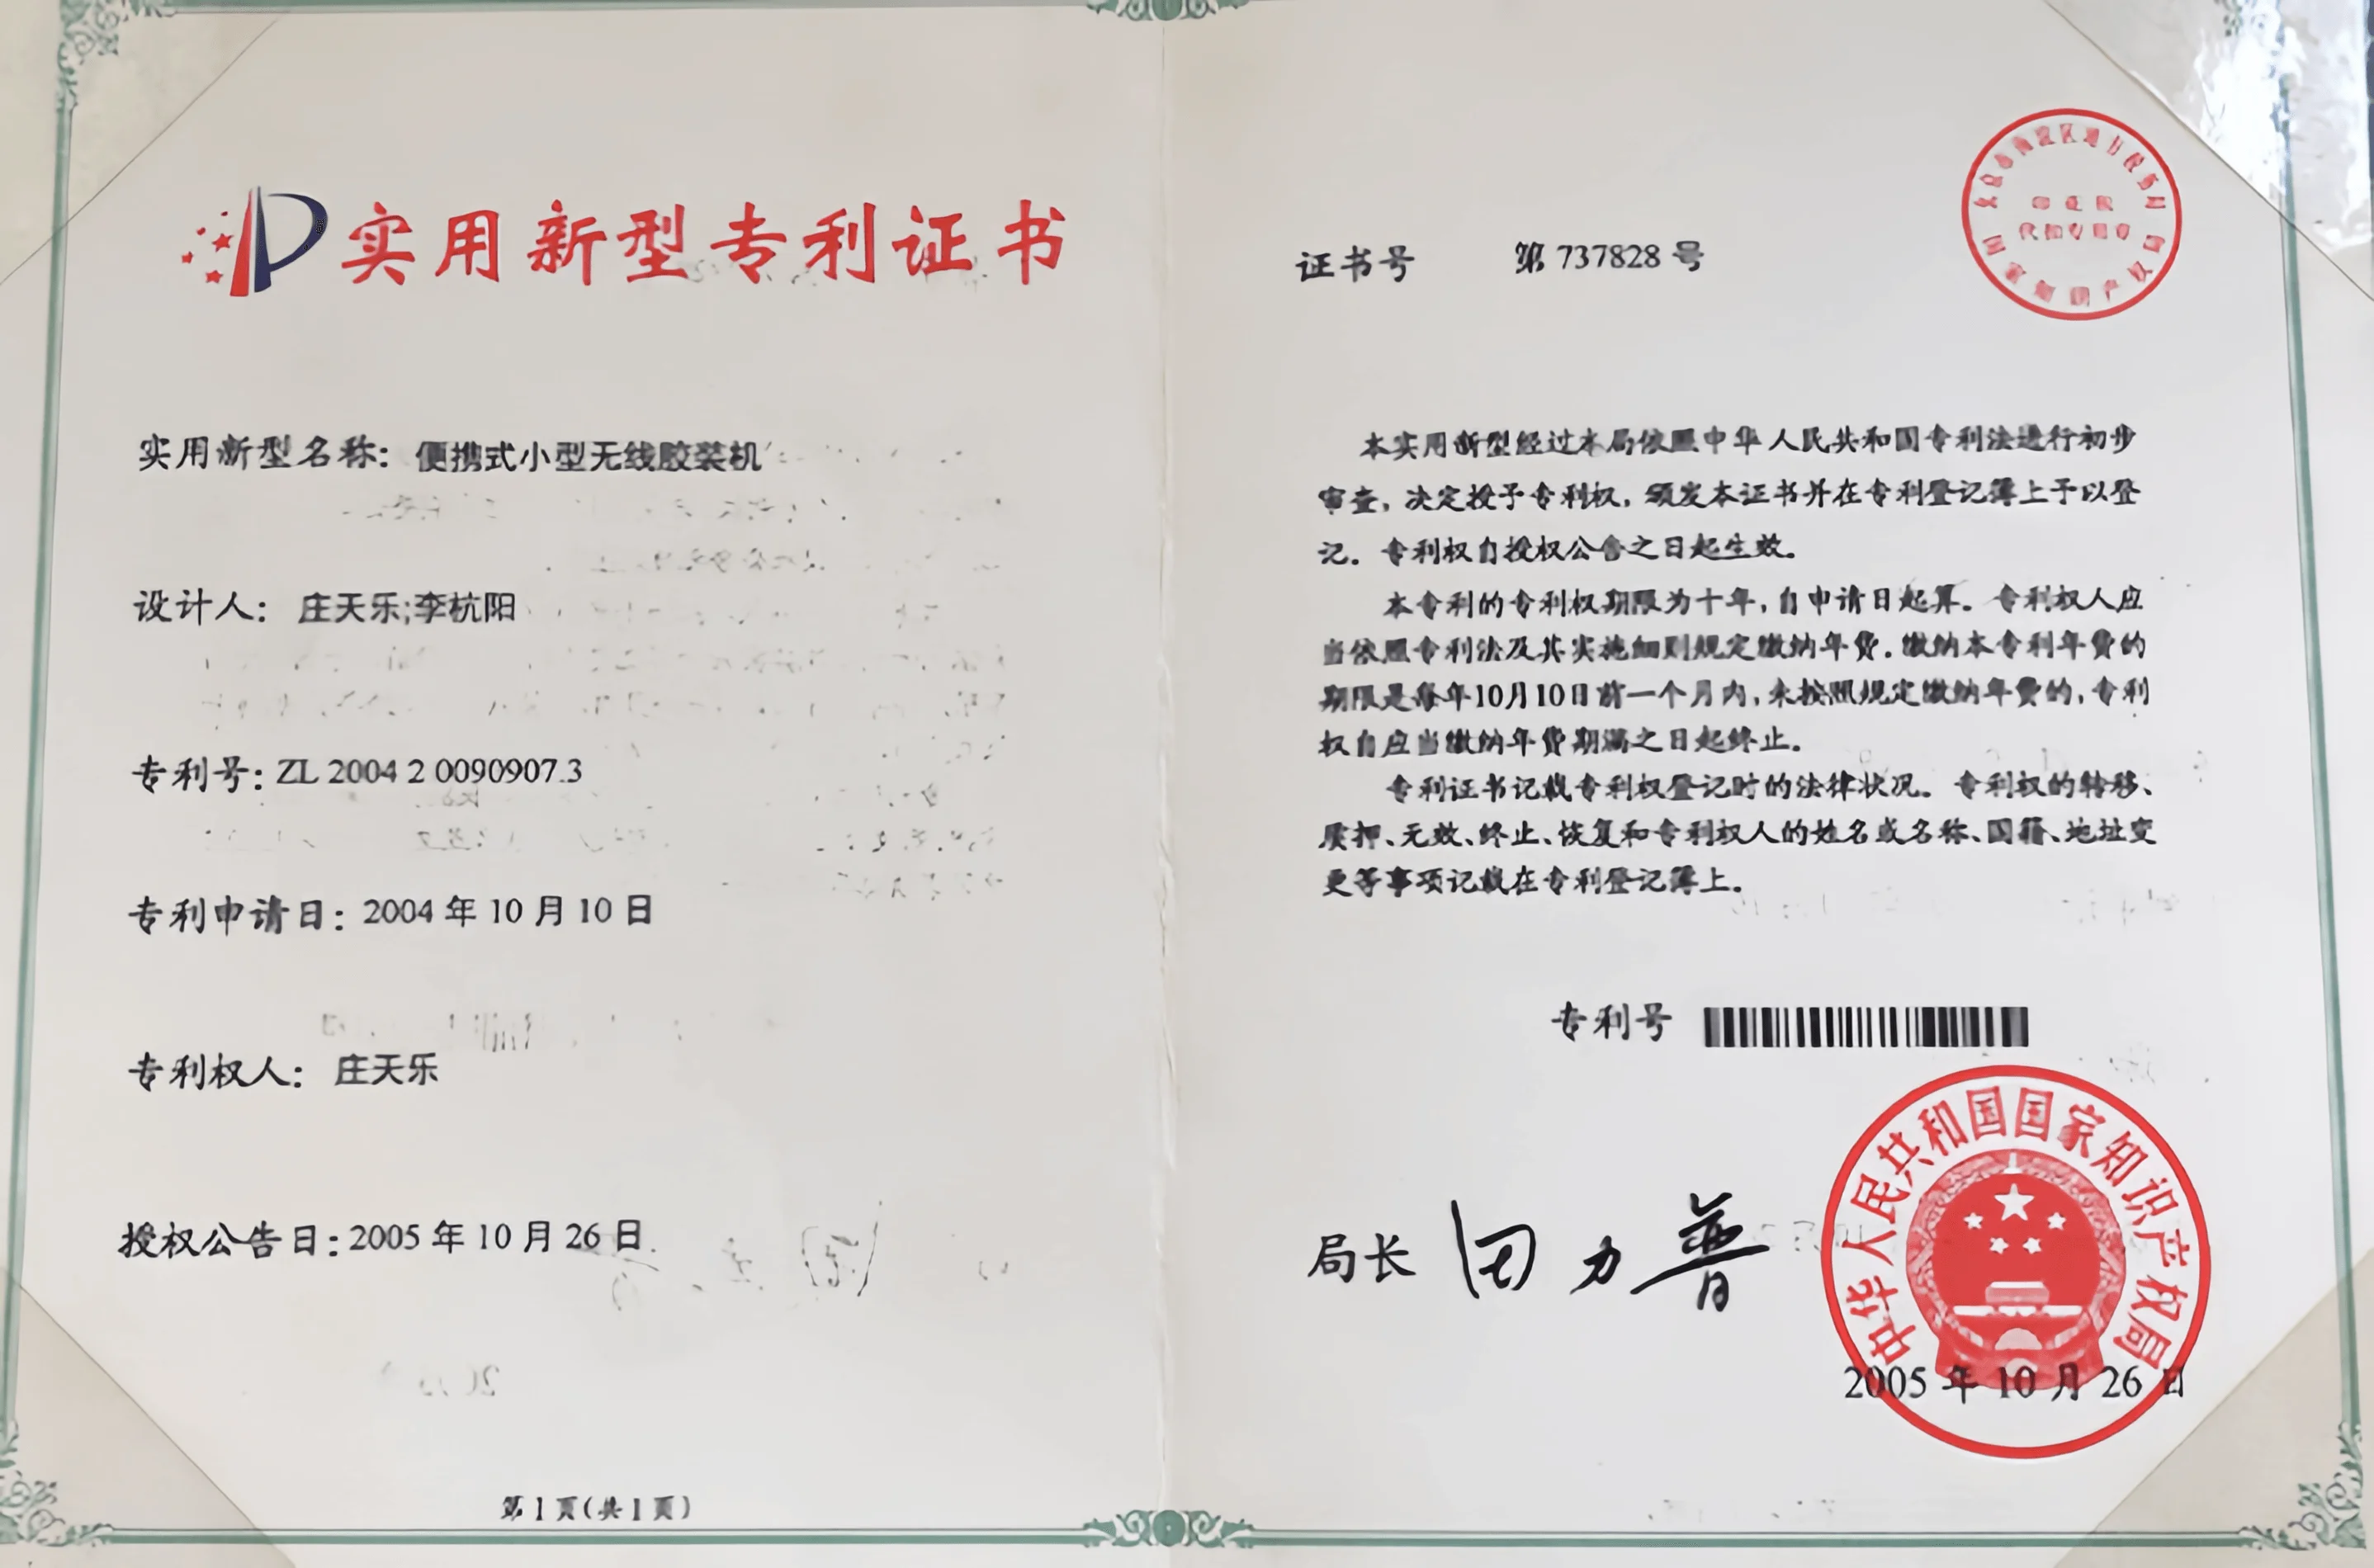 实用新型专利证书
实用新型名称：便携式小型无线胶装机
设计人：庄天乐;李杭阳
专利号：ZL 2004 2 0090907.3
专利申请日：2004 年 10 月 10 日
专利权人：庄天乐
授权公告日：2005 年 10 月 26 日
第 1 页(共 1 页)
证书号 第 737828 号
本实用新型经过本局依照中华人民共和国专利法进行初步
审查，决定授予专利权，颁发本证书并在专利登记簿上予以登
记。专利权自授权公告之日起生效。
本专利的专利权期限为十年，自申请日起算。专利权人应
当依照专利法及其实施细则规定缴纳年费。缴纳本专利年费的
期限是每年10月10日前一个月内，未按照规定缴纳年费的，专利
权自应当缴纳年费期满之日起终止。
专利证书记载专利权登记时的法律状况。专利权的转移、
质押、无效、终止、恢复和专利权人的姓名或名称、国籍、地址变
更等事项记载在专利登记簿上。
专利号
局长 田力普
中华人民共和国国家知识产权局
2005 年 10 月 26 日